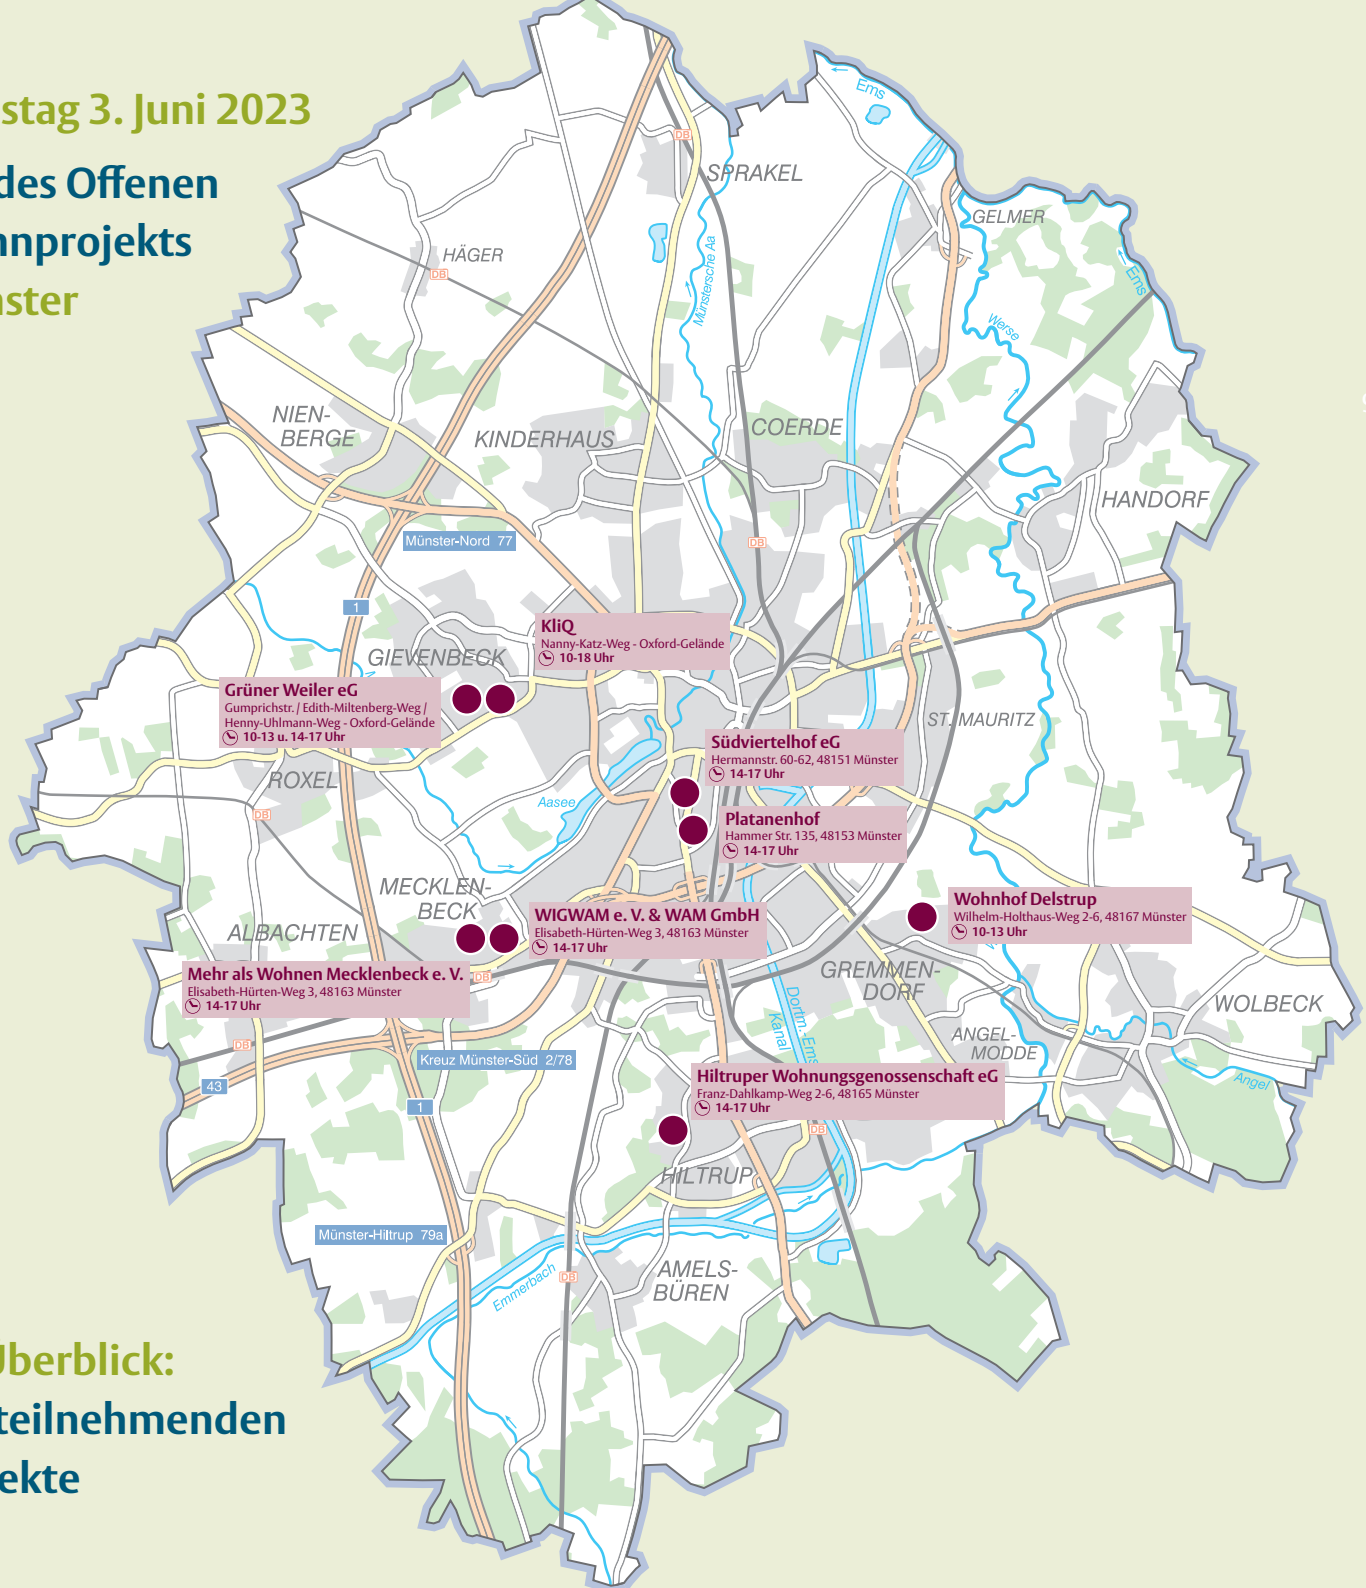 stag 3. Juni 2023
des Offenen
nnprojekts
nster
Ems
DB
SPRAKEL
GELMER
HÄGER
DB
Münstersche Aa
Ems
Werse
NIEN-
BERGE
KINDERHAUS
COERDE
HANDORF
Münster-Nord 77
DB
1
KliQ
Nanny-Katz-Weg - Oxford-Gelände
10-18 Uhr
GIEVENBECK
Grüner Weiler eG
Gumprichstr. / Edith-Miltenberg-Weg /
Henny-Uhlmann-Weg - Oxford-Gelände
10-13 u. 14-17 Uhr
ST. MAURITZ
Südviertelhof eG
Hermannstr. 60-62, 48151 Münster
14-17 Uhr
ROXEL
DB
Aasee
Platanenhof
Hammer Str. 135, 48153 Münster
14-17 Uhr
MECKLEN-
BECK
Wohnhof Delstrup
Wilhelm-Holthaus-Weg 2-6, 48167 Münster
10-13 Uhr
WIGWAM e. V. & WAM GmbH
Elisabeth-Hürten-Weg 3, 48163 Münster
14-17 Uhr
ALBACHTEN
Mehr als Wohnen Mecklenbeck e. V.
Elisabeth-Hürten-Weg 3, 48163 Münster
14-17 Uhr
DB
GREMMEN-
DORF
Dortm.-Ems
Kanal
WOLBECK
ANGEL-
MODDE
DB
Kreuz Münster-Süd 2/78
43
1
Angel
Hiltruper Wohnungsgenossenschaft eG
Franz-Dahlkamp-Weg 2-6, 48165 Münster
14-17 Uhr
DB
HILTRUP
Münster-Hiltrup 79a
Emmerbach
DB
AMELS-
BÜREN
Überblick:
teilnehmenden
ekte